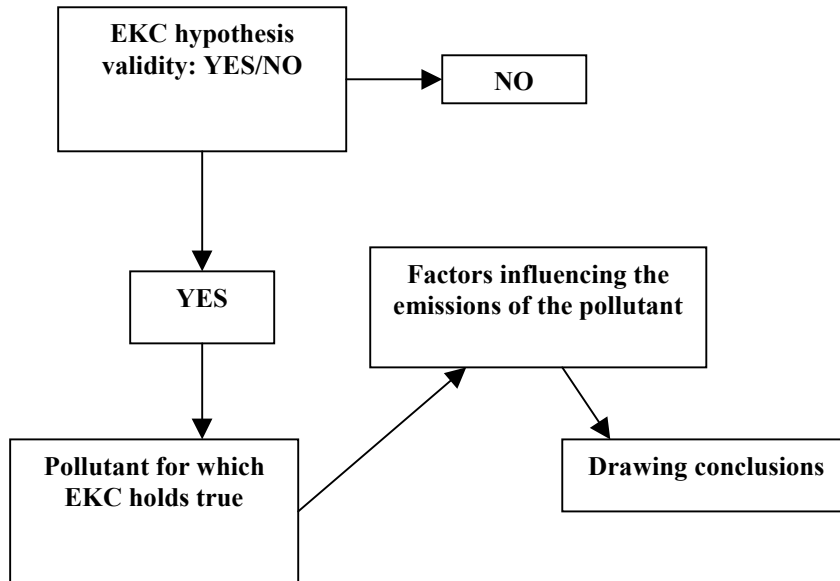 EKC hypothesis
validity: YES/NO
NO
YES
Factors influencing the
emissions of the pollutant
Pollutant for which
EKC holds true
Drawing conclusions